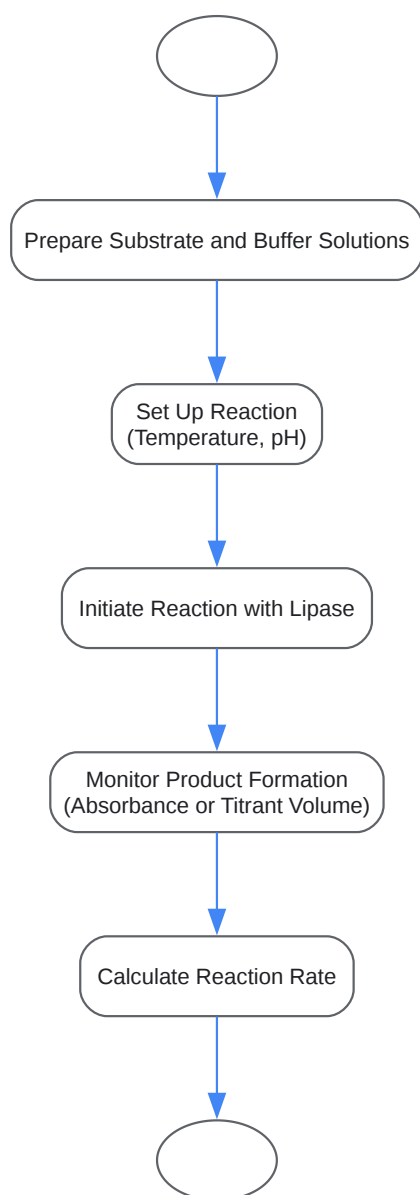 Prepare Substrate and Buffer Solutions
Set Up Reaction
(Temperature, pH)
Initiate Reaction with Lipase
Monitor Product Formation
(Absorbance or Titrant Volume)
Calculate Reaction Rate